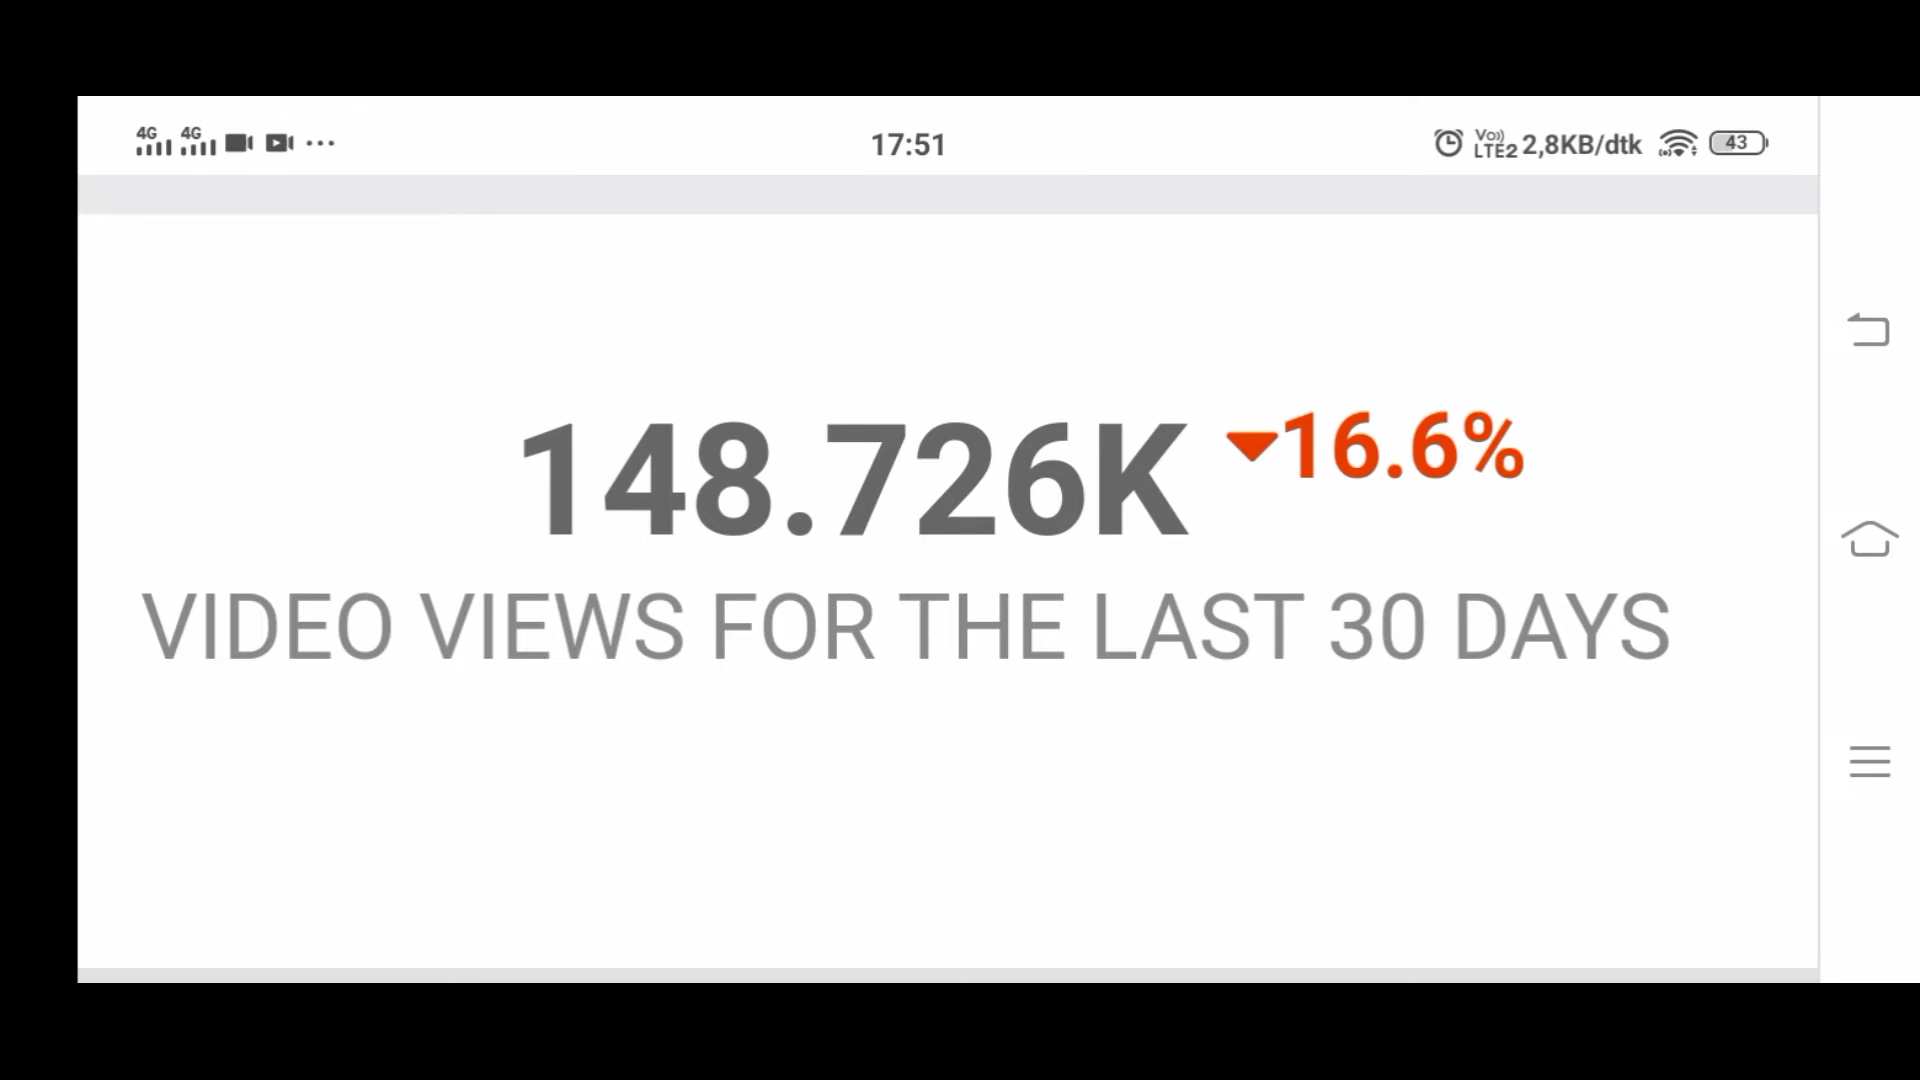 4G 4G 17:51 Vo)) LTE2 2,8KB/dtk 43
148.726K 16.6%
VIDEO VIEWS FOR THE LAST 30 DAYS